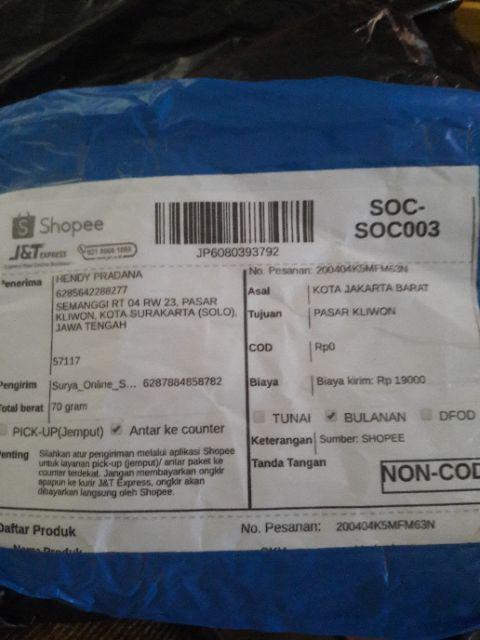 Shopee
SOC-
SOC003
J&T EXPRESS
021 8066 1888
JP6080393792
Penerima
HENDY PRADANA
6285642288277
SEMANGGI RT 04 RW 23, PASAR
KLIWON, KOTA SURAKARTA (SOLO),
JAWA TENGAH
57117
Pengirim Surya_Online_S... 6287884858782
Total berat 70 gram
PICK-UP(Jemput) Antar ke counter
Penting Silahkan atur pengiriman melalui aplikasi Shopee
untuk layanan pick-up (jemput)/ antar paket ke
counter terdekat. Jangan membayarkan ongkir
apapun ke kurir J&T Express, ongkir akan
dibayarkan langsung oleh Shopee.
No. Pesanan: 200404K5MFM63N
Asal KOTA JAKARTA BARAT
Tujuan PASAR KLIWON
COD Rp0
Biaya Biaya kirim: Rp 19000
TUNAI BULANAN DFOD
Keterangan Sumber: SHOPEE
Tanda Tangan
NON-COD
Daftar Produk No. Pesanan: 200404K5MFM63N